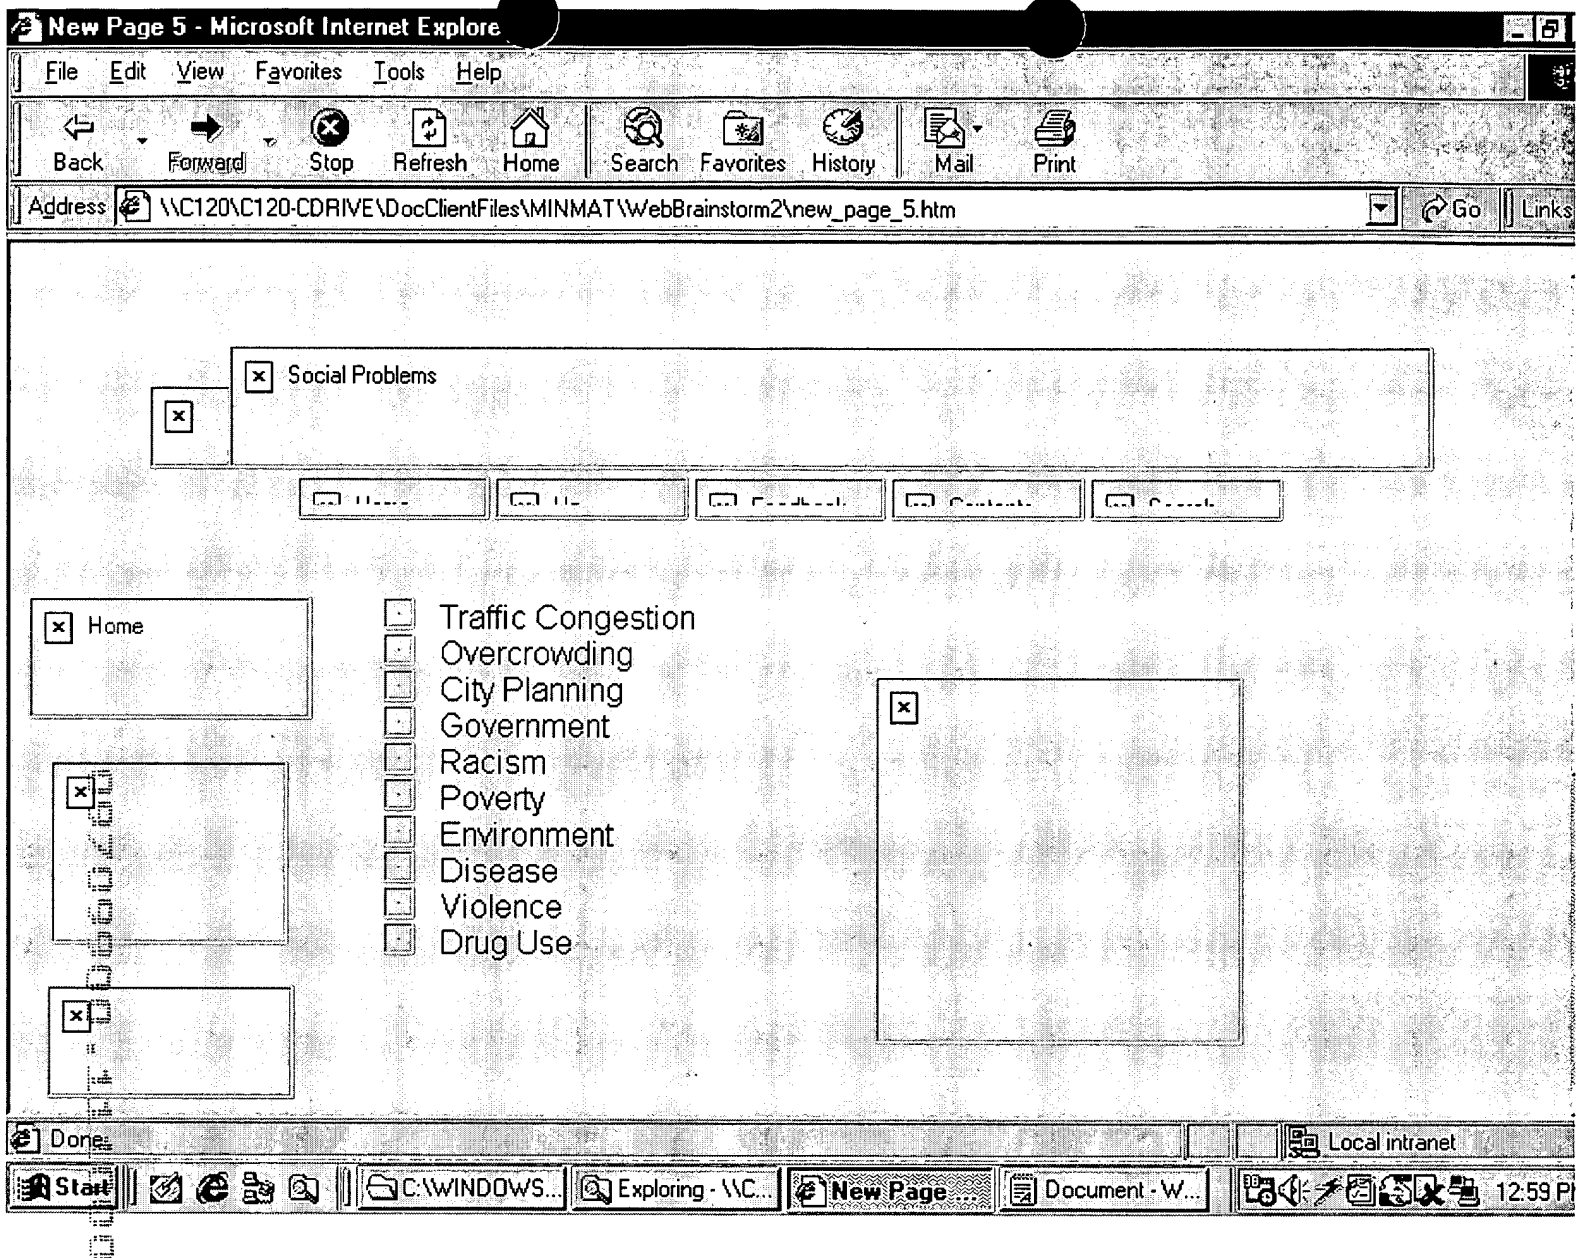 New Page 5 - Microsoft Internet Explore
File Edit View Favorites Tools Help
Back Forward Stop Refresh Home Search Favorites History Mail Print
Address \\C120\C120-CDRIVE\DocClientFiles\MINMAT\WebBrainstorm2\new_page_5.htm Go Links
Social Problems
Home
Traffic Congestion
Overcrowding
City Planning
Government
Racism
Poverty
Environment
Disease
Violence
Drug Use
Done Local intranet
Start C:\WINDOWS... Exploring - \\C... New Page ... Document - W... 12:59 P